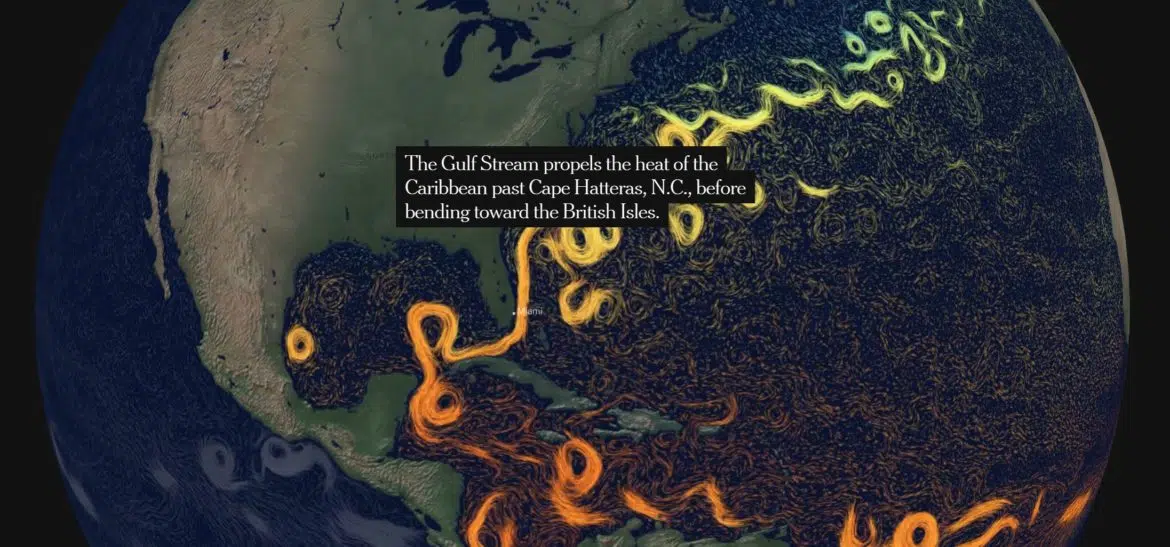 The Gulf Stream propels the heat of the
Caribbean past Cape Hatteras, N.C., before
bending toward the British Isles.
Miami